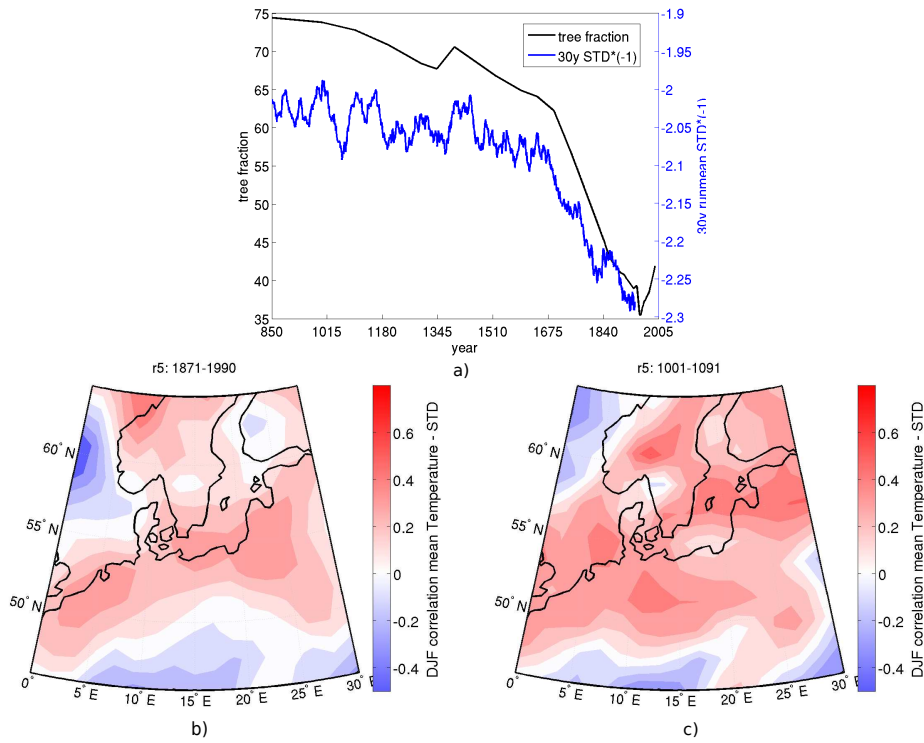 75
70
65
60
55
50
45
40
35
tree fraction
-1.9
-1.95
-2
-2.05
-2.1
-2.15
-2.2
-2.25
-2.3
30y runmean STD*(-1)
tree fraction
30y STD*(-1)
850 1015 1180 1345 1510 1675 1840 2005
year
a)
r5: 1871-1990
60° N
55° N
50° N
0° 5° E 10° E 15° E 20° E 25° E 30° E
0.6
0.4
0.2
0
-0.2
-0.4
DJF correlation mean Temperature - STD
b)
r5: 1001-1091
60° N
55° N
50° N
0° 5° E 10° E 15° E 20° E 25° E 30° E
0.6
0.4
0.2
0
-0.2
-0.4
DJF correlation mean Temperature - STD
c)